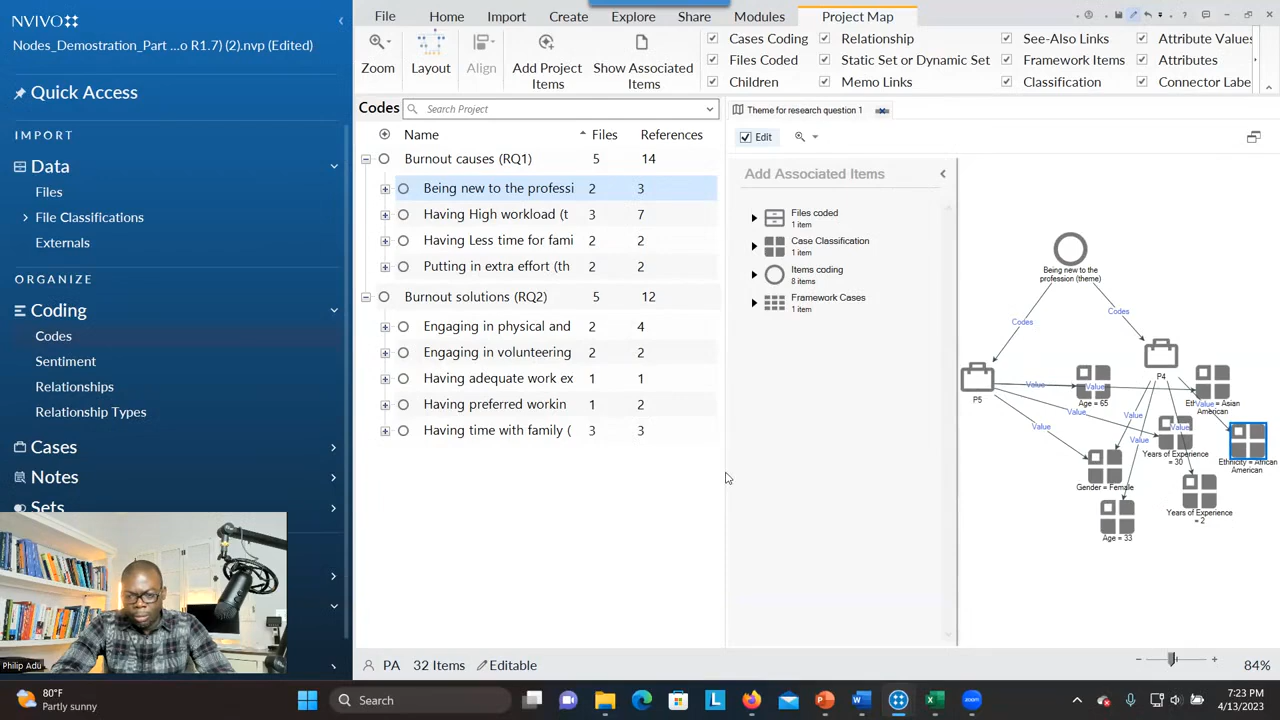 NVIVO
Nodes_Demostration_Part ...o R1.7) (2).nvp (Edited)
Quick Access
IMPORT
Data
Files
File Classifications
Externals
ORGANIZE
Coding
Codes
Sentiment
Relationships
Relationship Types
Cases
Notes
Sets
Philip Adu
File Home Import Create Explore Share Modules Project Map
Zoom
Layout
Align
Add Project
Items
Show Associated
Items
Cases Coding Relationship See-Also Links Attribute Values
Files Coded Static Set or Dynamic Set Framework Items Attributes
Children Memo Links Classification Connector Labe
Codes Search Project
Name Files References
Burnout causes (RQ1) 5 14
Being new to the professi 2 3
Having High workload (t 3 7
Having Less time for fami 2 2
Putting in extra effort (th 2 2
Burnout solutions (RQ2) 5 12
Engaging in physical and 2 4
Engaging in volunteering 2 2
Having adequate work ex 1 1
Having preferred workin 1 2
Having time with family ( 3 3
Theme for research question 1
Edit
Add Associated Items
Files coded
1 item
Case Classification
1 item
Items coding
8 items
Framework Cases
1 item
Being new to the
profession (theme)
Codes
Codes
P4
P5
Value
Value
Age = 65
Value
Value
Value
Value
Value
Value
American
Years of Experience
= 30
Ethnicity = African
American
Gender = Female
Years of Experience
= 2
Age = 33
PA 32 Items Editable
84%
80°F
Partly sunny
Search
7:23 PM
4/13/2023